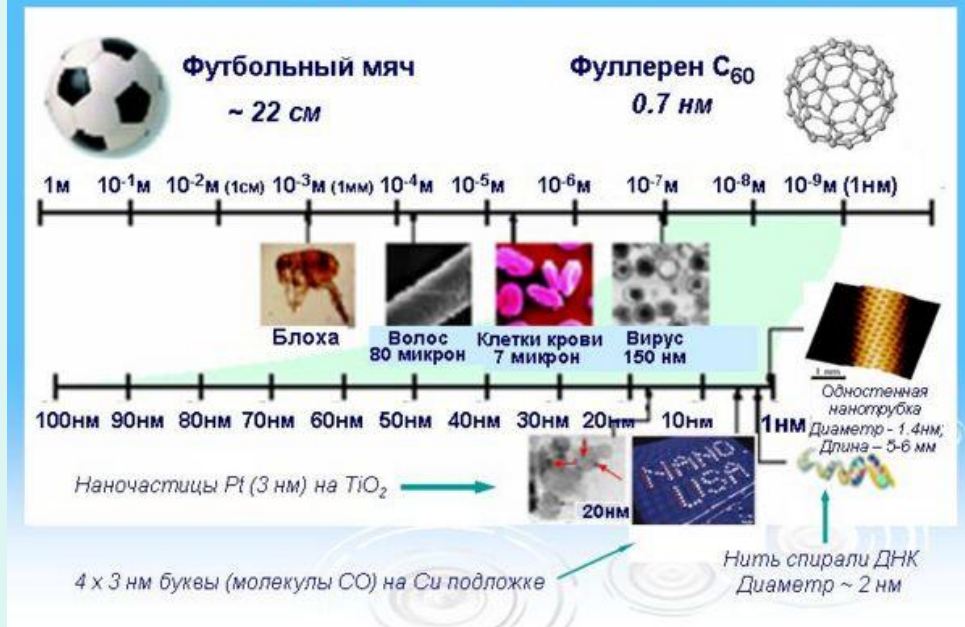 Футбольный мяч
~ 22 см
Фуллерен C₆₀
0.7 нм
1м 10⁻¹м 10⁻²м (1см) 10⁻³м (1мм) 10⁻⁴м 10⁻⁵м 10⁻⁶м 10⁻⁷м 10⁻⁸м 10⁻⁹м (1нм)
Блоха
Волос
80 микрон
Клетки крови
7 микрон
Вирус
150 нм
1 nm
100нм 90нм 80нм 70нм 60нм 50нм 40нм 30нм 20нм 10нм 1нм
Одностенная
нанотрубка
Диаметр - 1.4нм;
Длина – 5-6 мм
Наночастицы Pt (3 нм) на TiO₂
20нм
NANO
USA
4 x 3 нм буквы (молекулы CO) на Cu подложке
Нить спирали ДНК
Диаметр ~ 2 нм